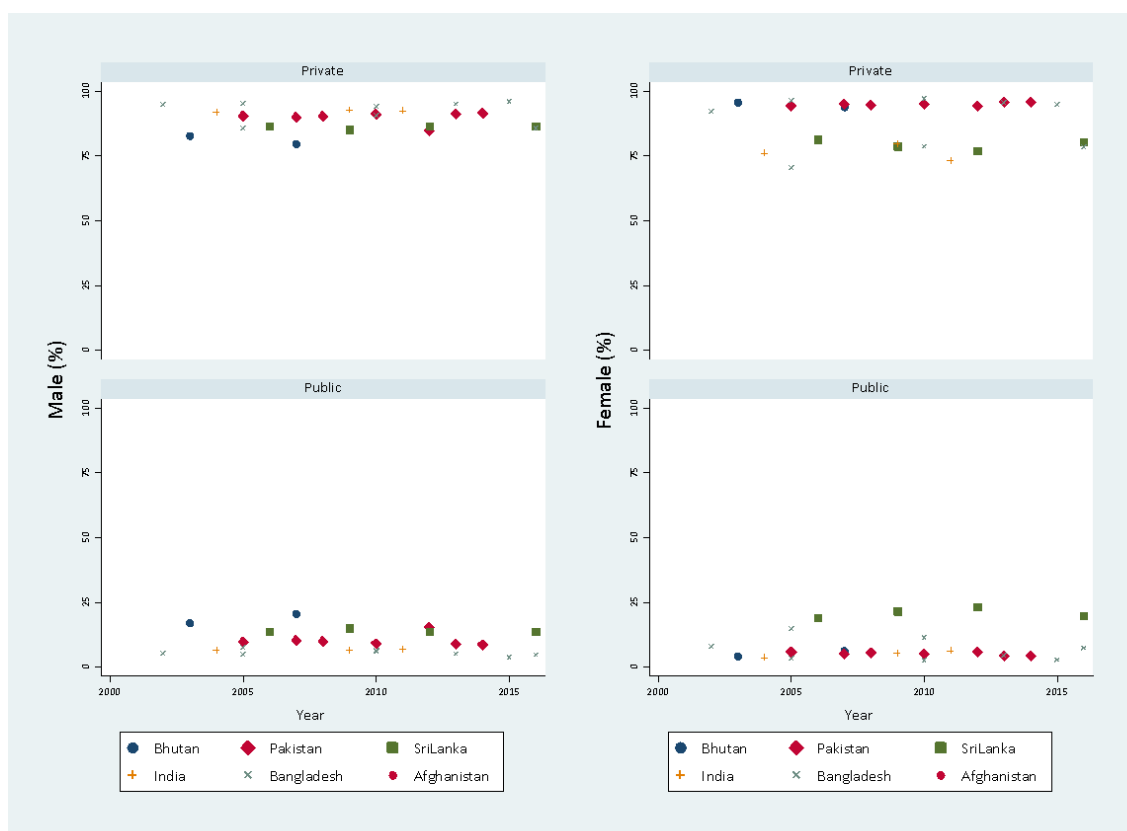 Private
100
75
50
25
0
Male (%)
Public
100
75
50
25
0
2000 2005 2010 2015
Year
Bhutan Pakistan SriLanka
India Bangladesh Afghanistan
Private
100
75
50
25
0
Female (%)
Public
100
75
50
25
0
2000 2005 2010 2015
Year
Bhutan Pakistan SriLanka
India Bangladesh Afghanistan